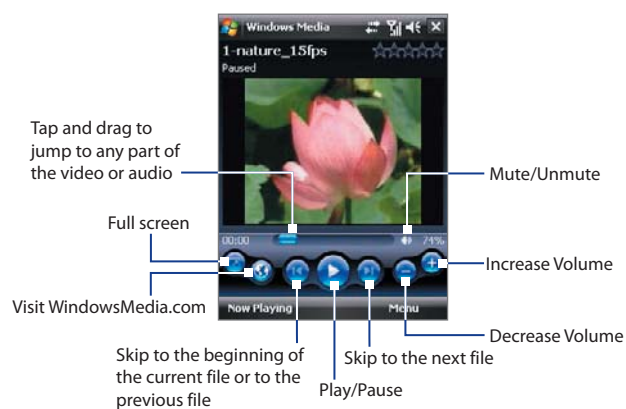 Windows Media
1-nature_15fps
Paused
Tap and drag to
jump to any part of
the video or audio
Mute/Unmute
Full screen
00:00
74%
Increase Volume
Visit WindowsMedia.com
Now Playing
Menu
Decrease Volume
Skip to the beginning of
the current file or to the
previous file
Skip to the next file
Play/Pause